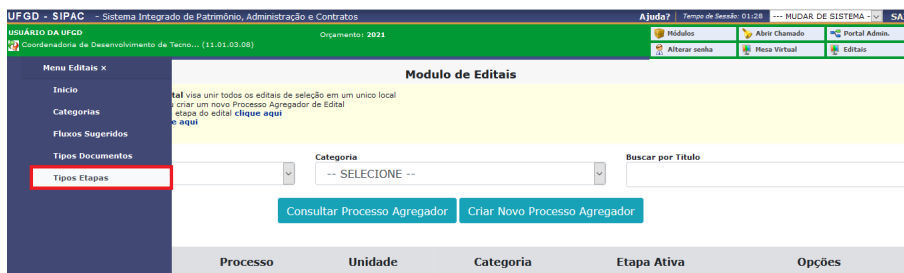 UFGD - SIPAC - Sistema Integrado de Patrimônio, Administração e Contratos
Ajuda? Tempo de Sessão: 01:28 --- MUDAR DE SISTEMA -
USUÁRIO DA UFGD
Orçamento: 2021
Módulos Abrir Chamado Portal Admin.
Coordenadoria de Desenvolvimento de Tecno... (11.01.03.08)
Alterar senha Mesa Virtual Editais
Menu Editais ×
Inicio
Categorias
Fluxos Sugeridos
Tipos Documentos
Tipos Etapas
Modulo de Editais
tal visa unir todos os editais de seleção em um unico local
criar um novo Processo Agregador de Edital
etapa do edital clique aqui
e aqui
Categoria
Buscar por Título
-- SELECIONE --
Consultar Processo Agregador Criar Novo Processo Agregador
Processo Unidade Categoria Etapa Ativa Opções